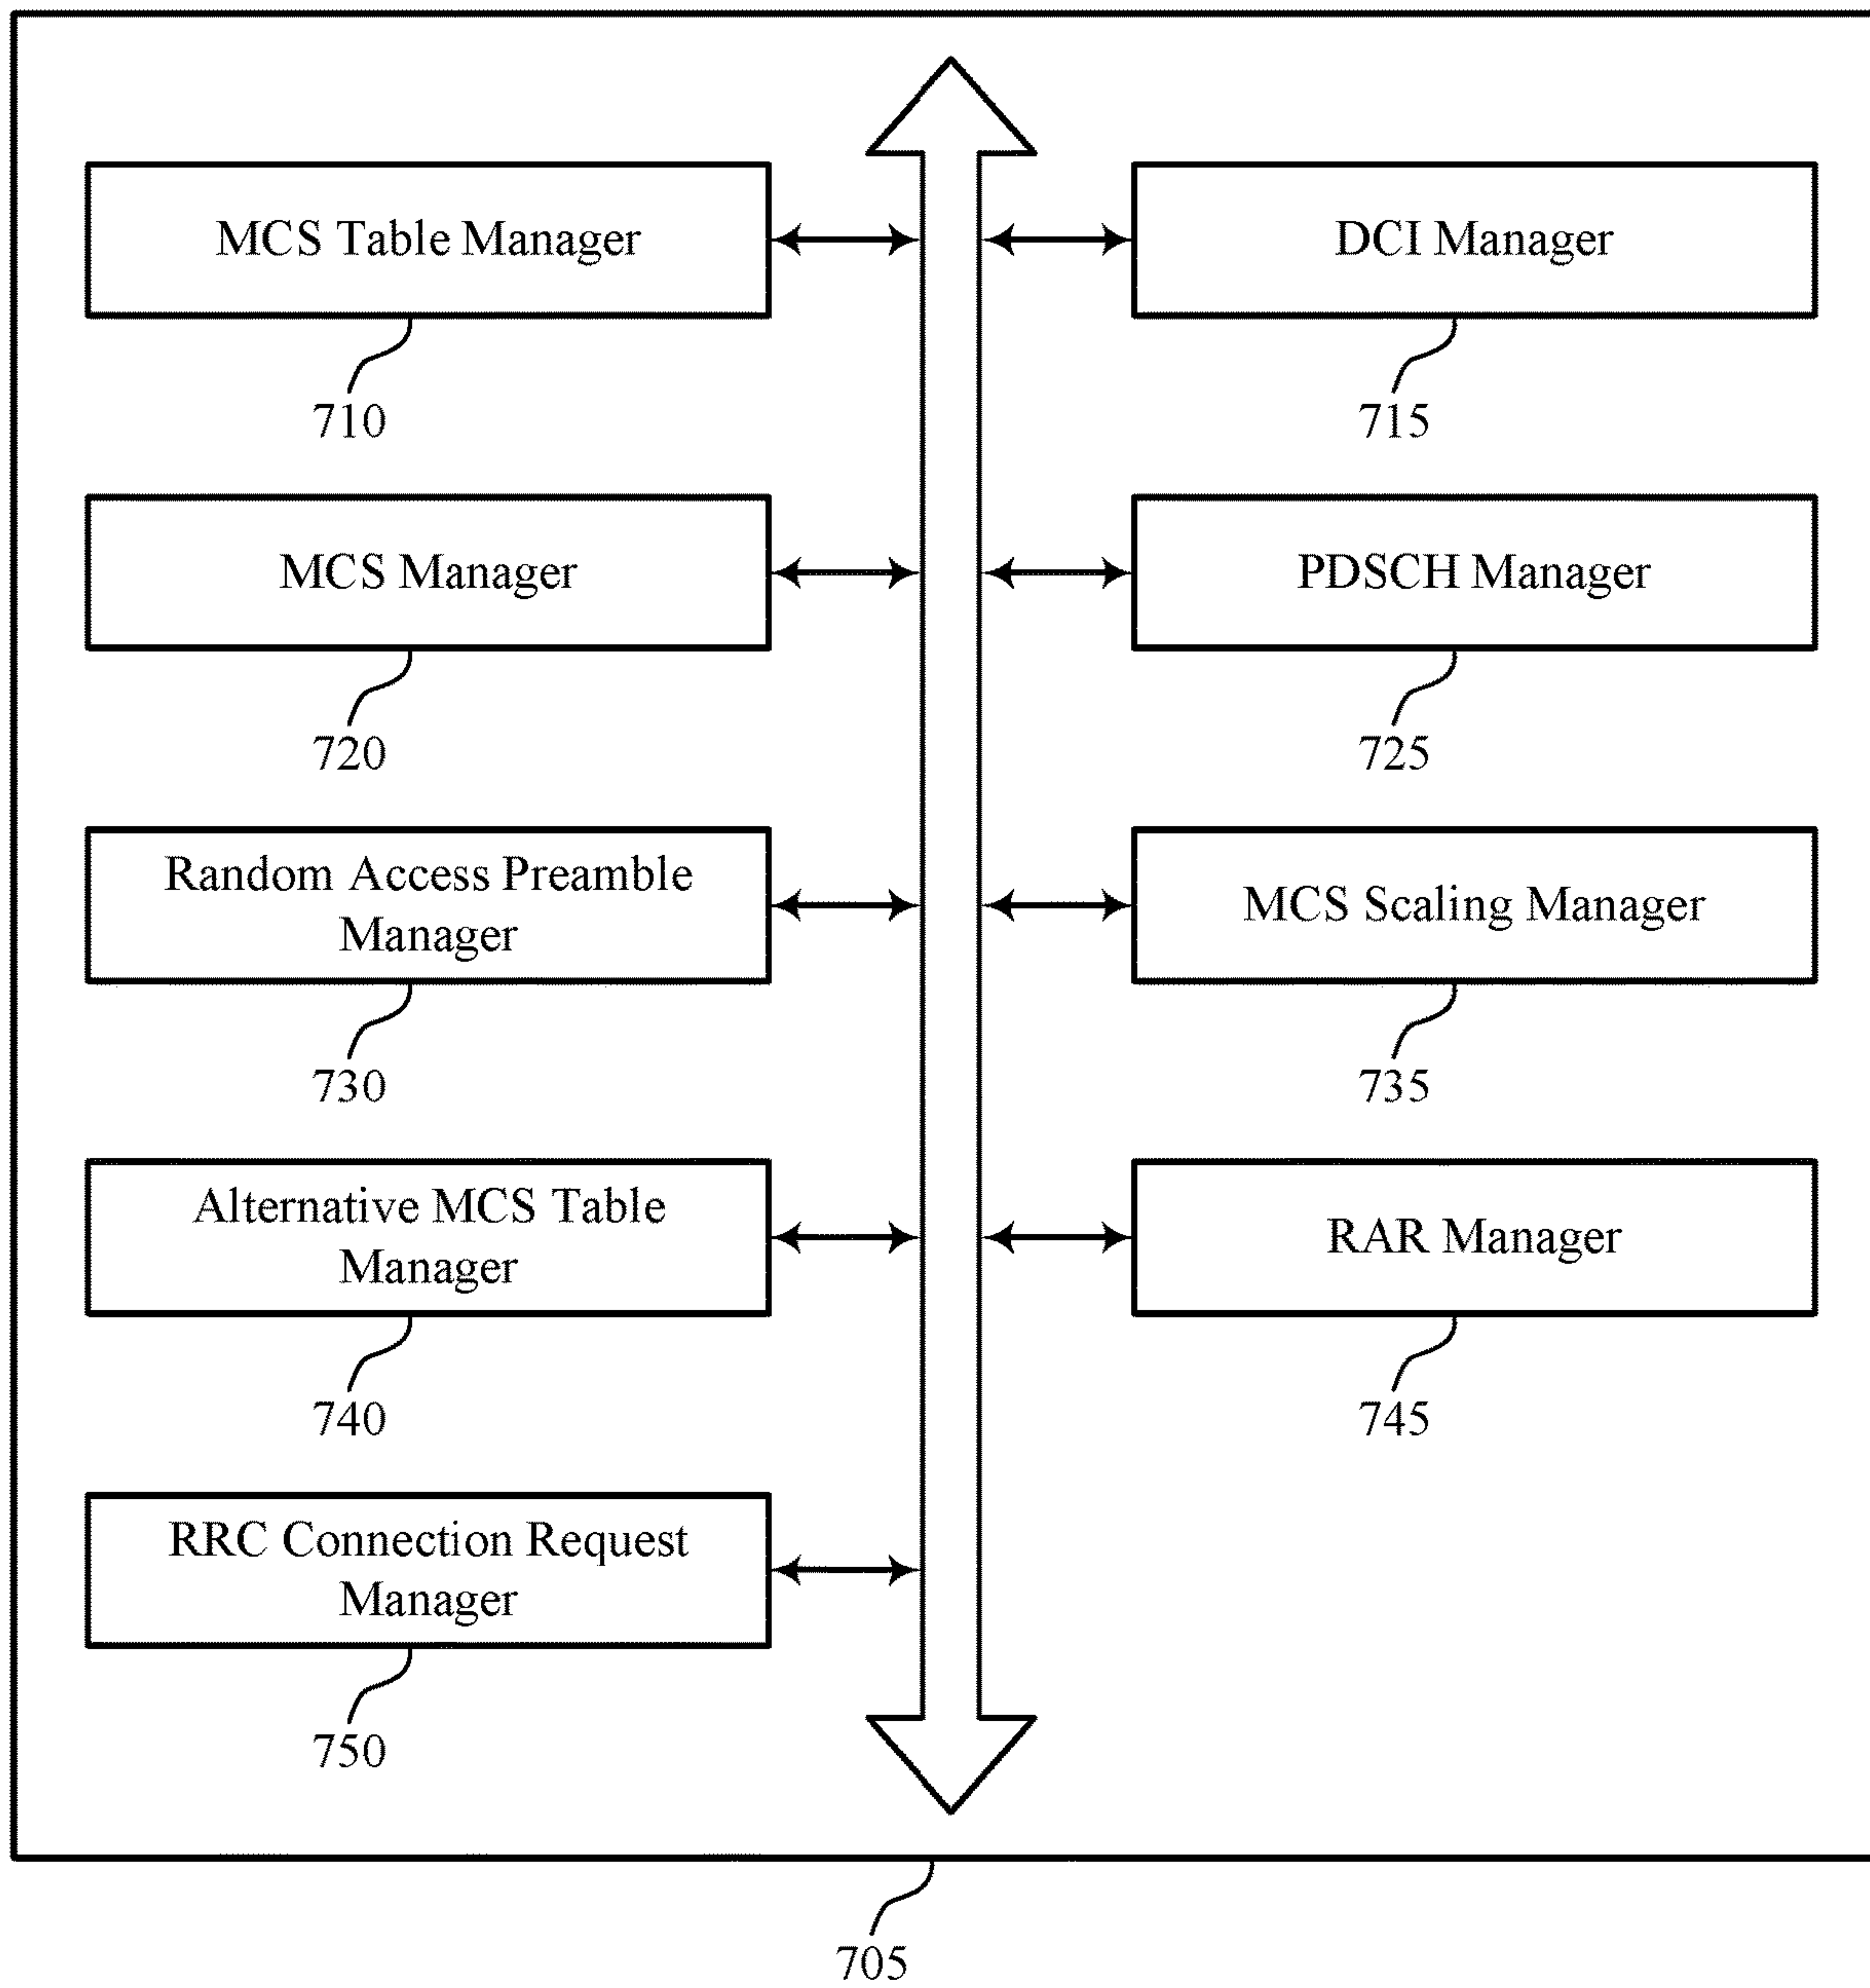 MCS Table Manager
DCI Manager
710
715
MCS Manager
PDSCH Manager
720
725
Random Access Preamble
Manager
MCS Scaling Manager
730
735
Alternative MCS Table
Manager
RAR Manager
740
745
RRC Connection Request
Manager
750
705